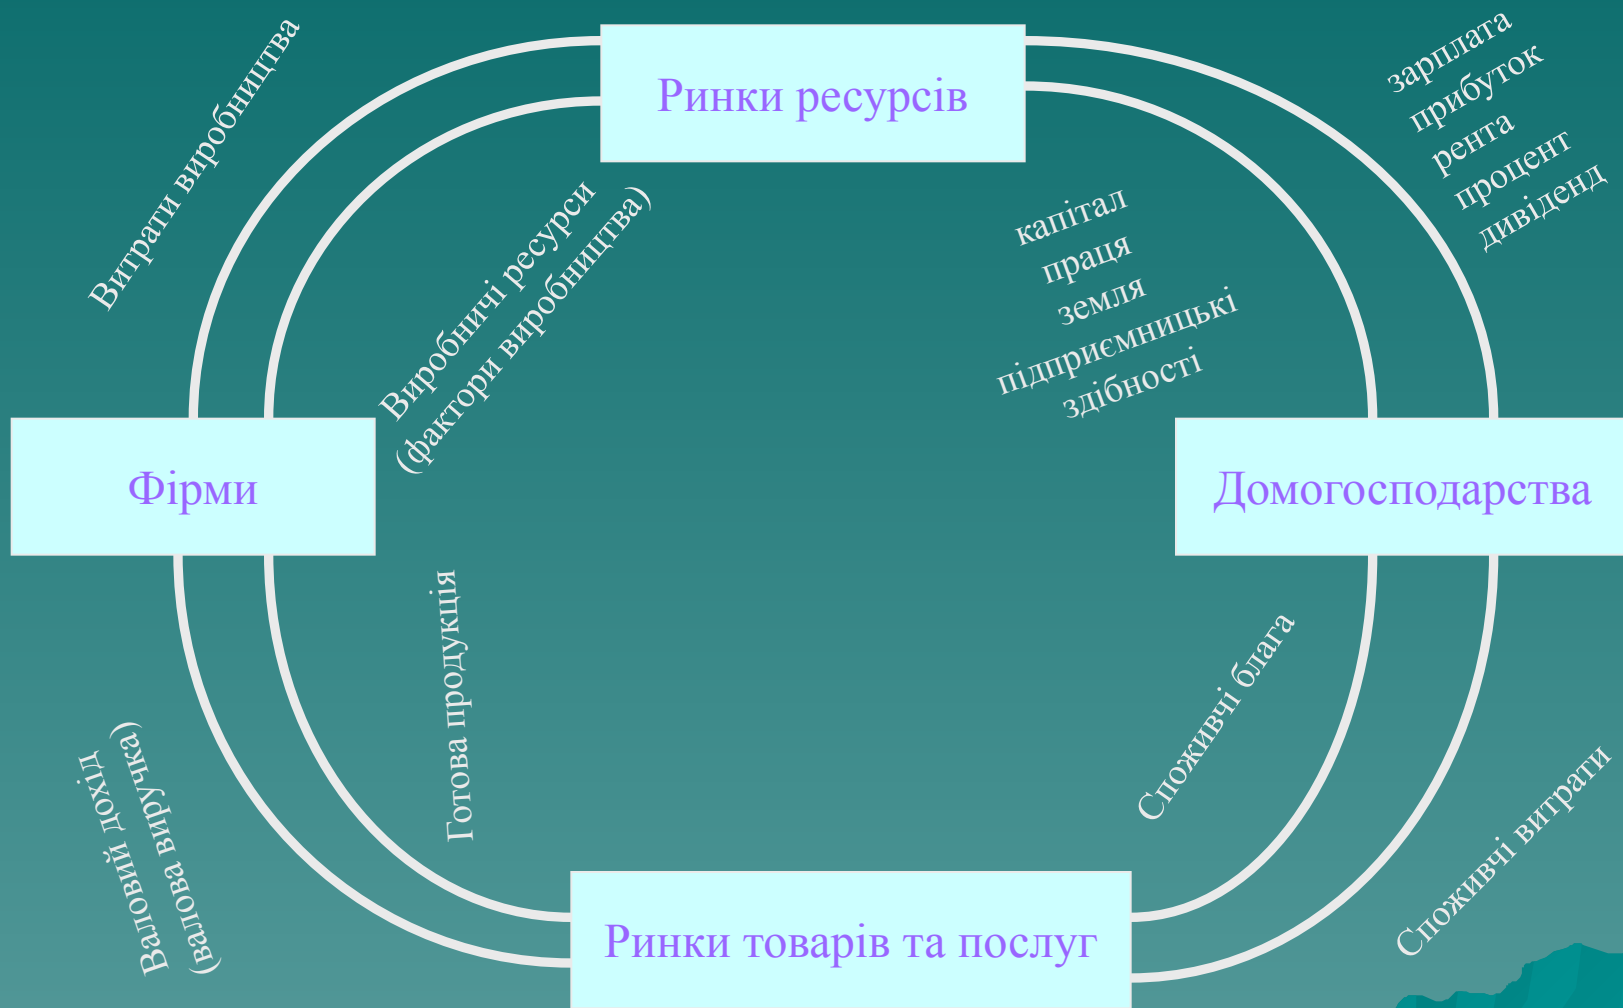 Ринки ресурсів
Витрати виробництва
Виробничі ресурси
(фактори виробництва)
капітал
праця
земля
підприємницькі
здібності
зарплата
прибуток
рента
процент
дивіденд
Фірми
Домогосподарства
Валовий дохід
(валова виручка)
Готова продукція
Споживчі блага
Споживчі витрати
Ринки товарів та послуг